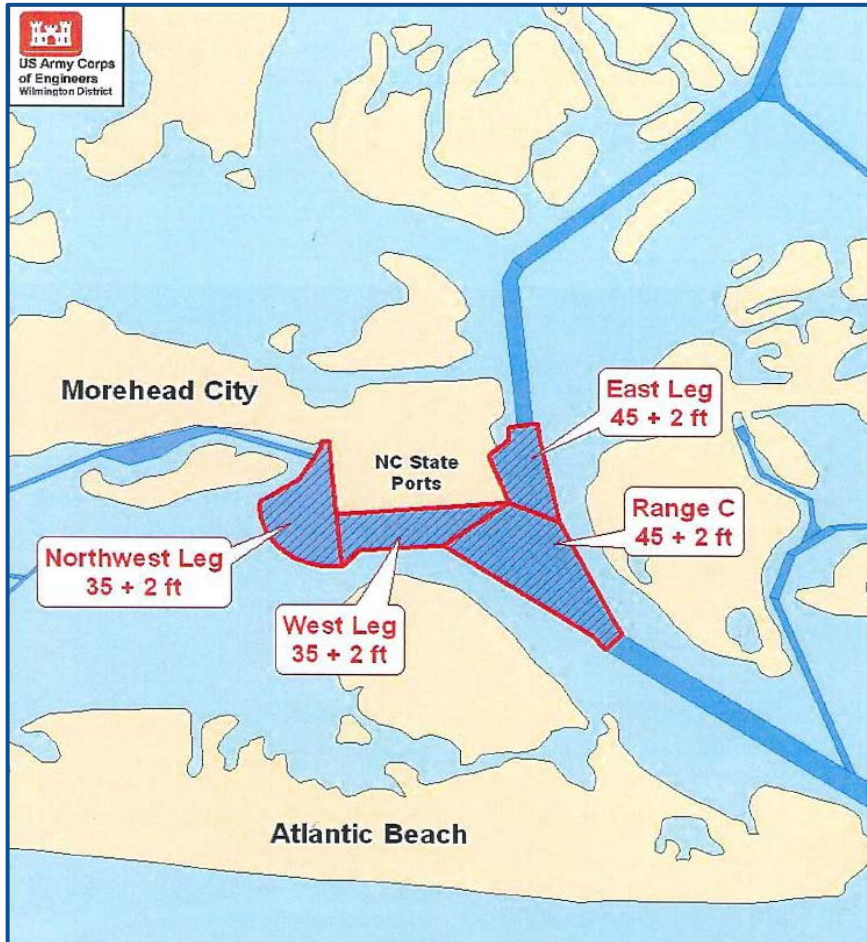 US Army Corps
of Engineers
Wilmington District
Morehead City
East Leg
45 + 2 ft
NC State
Ports
Range C
45 + 2 ft
Northwest Leg
35 + 2 ft
West Leg
35 + 2 ft
Atlantic Beach